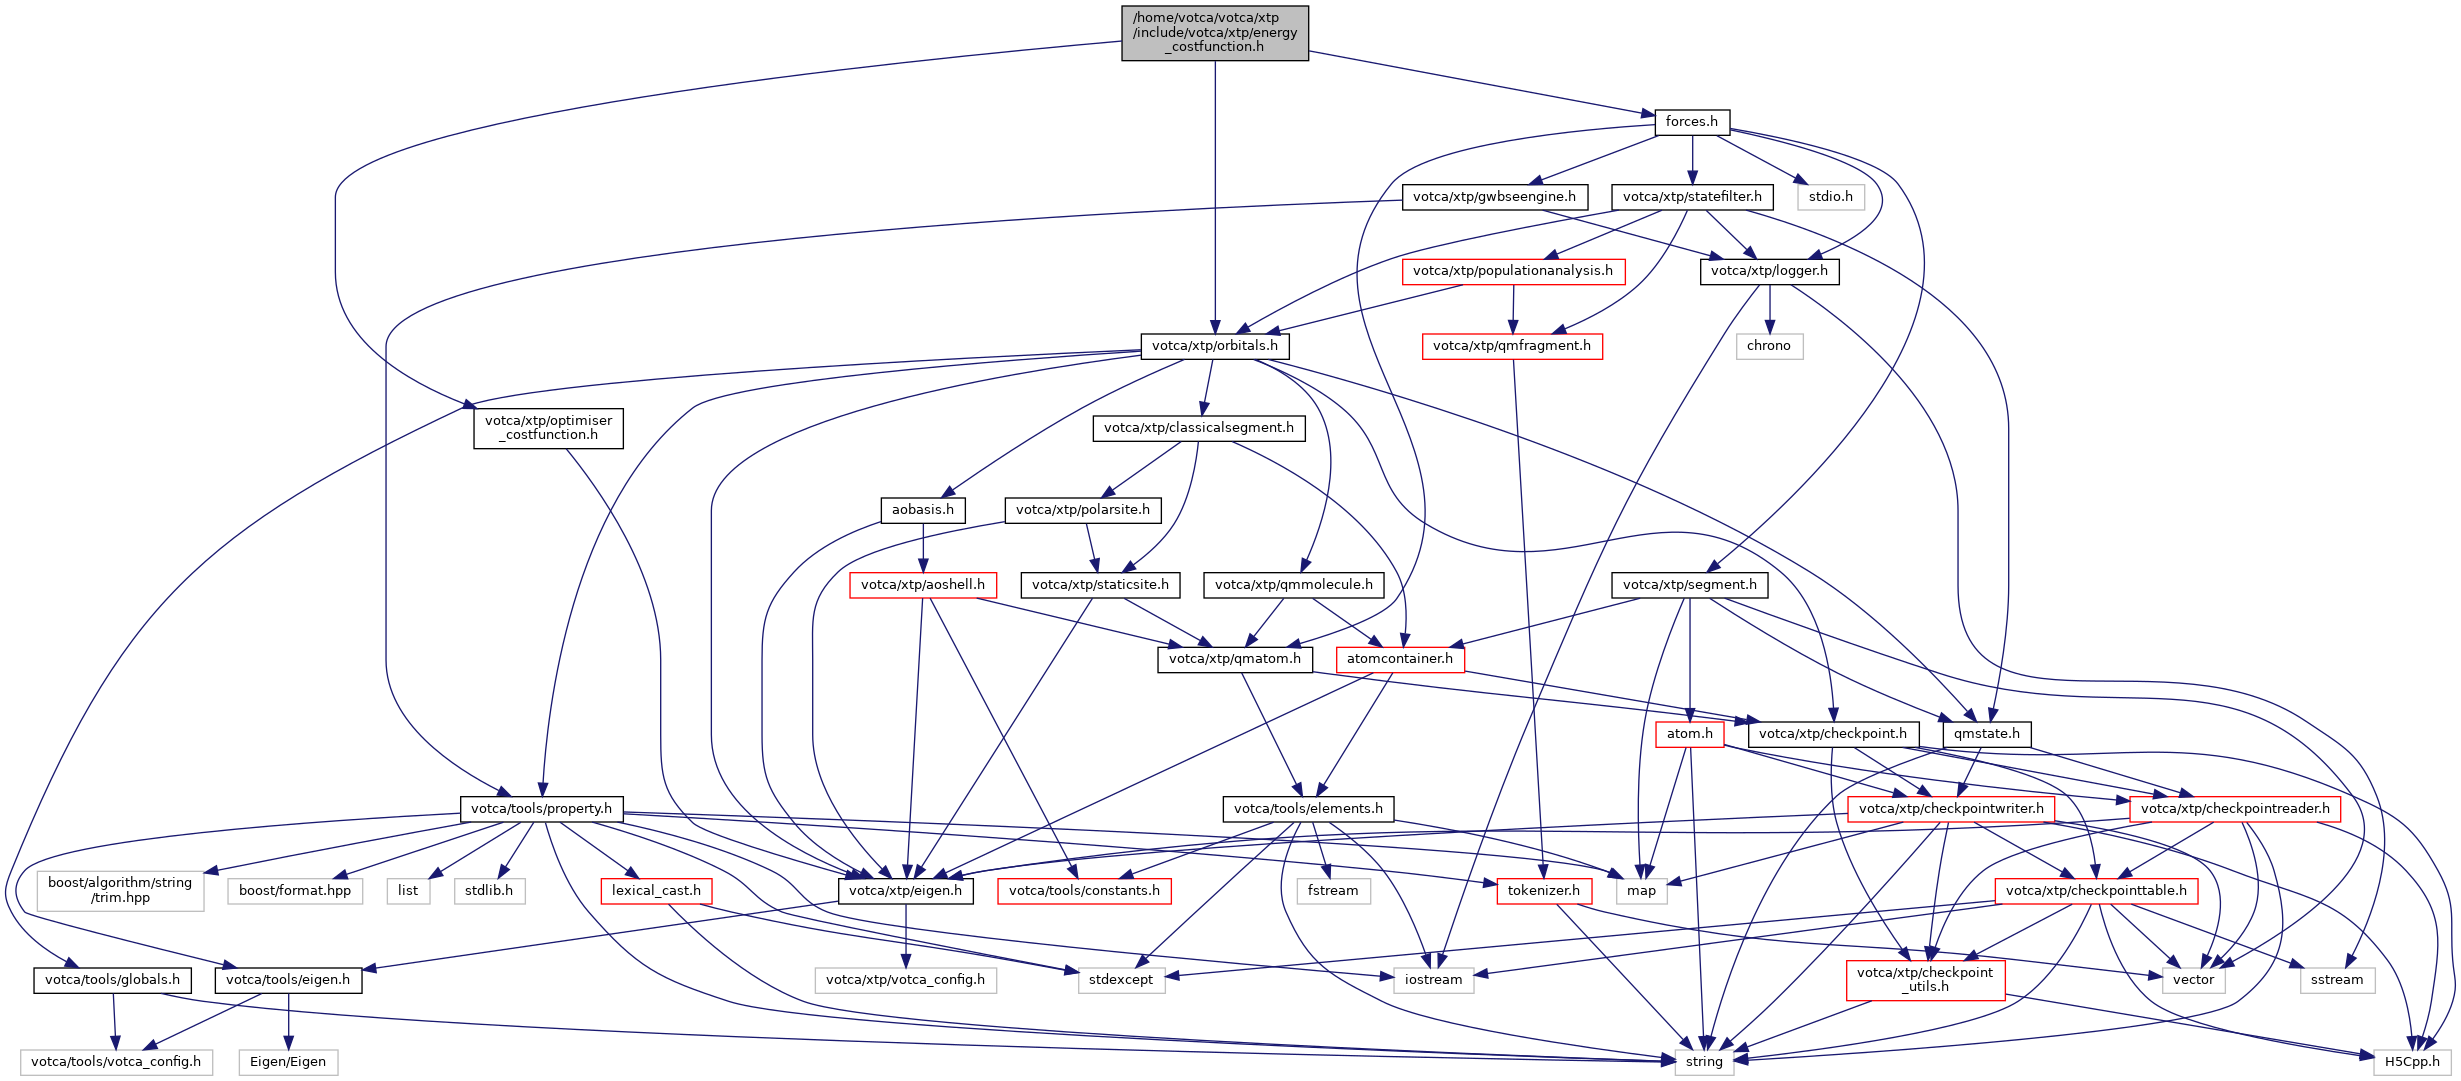 /home/votca/votca/xtp
/include/votca/xtp/energy
_costfunction.h
forces.h
votca/xtp/gwbseengine.h
votca/xtp/statefilter.h
stdio.h
votca/xtp/populationanalysis.h
votca/xtp/logger.h
votca/xtp/orbitals.h
votca/xtp/qmfragment.h
chrono
votca/xtp/optimiser
_costfunction.h
votca/xtp/classicalsegment.h
aobasis.h
votca/xtp/polarsite.h
votca/xtp/aoshell.h
votca/xtp/staticsite.h
votca/xtp/qmmolecule.h
votca/xtp/segment.h
votca/xtp/qmatom.h
atomcontainer.h
atom.h
votca/xtp/checkpoint.h
qmstate.h
votca/tools/property.h
votca/tools/elements.h
votca/xtp/checkpointwriter.h
votca/xtp/checkpointreader.h
boost/algorithm/string
/trim.hpp
boost/format.hpp
list
stdlib.h
lexical_cast.h
votca/xtp/eigen.h
votca/tools/constants.h
fstream
tokenizer.h
map
votca/xtp/checkpointtable.h
votca/tools/globals.h
votca/tools/eigen.h
votca/xtp/votca_config.h
stdexcept
iostream
votca/xtp/checkpoint
_utils.h
vector
sstream
votca/tools/votca_config.h
Eigen/Eigen
string
H5Cpp.h